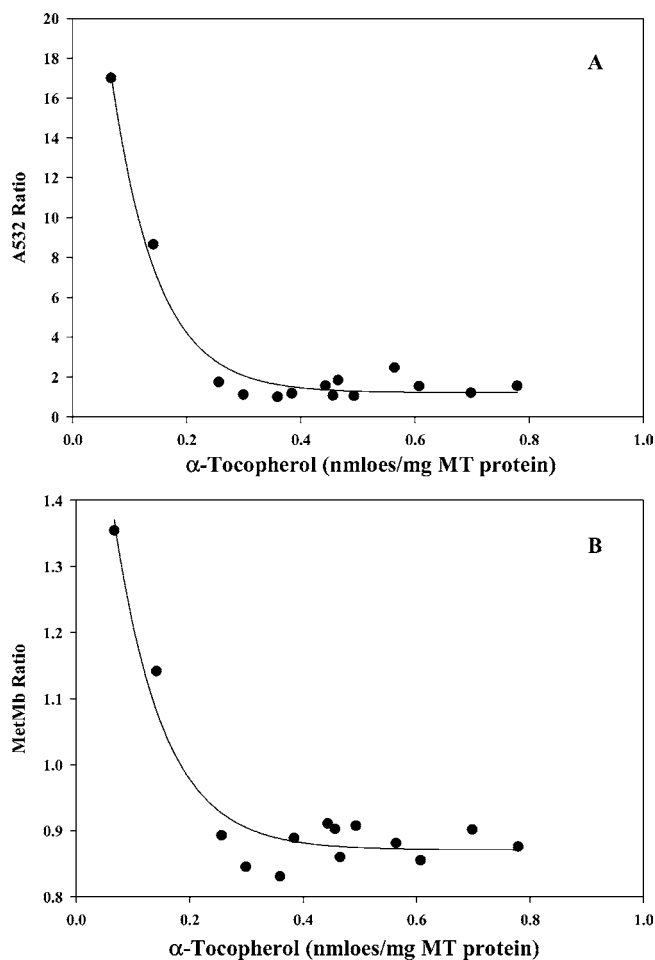 20
18
16
14
12
10
8
6
4
2
0
A532 Ratio
A
0.0 0.2 0.4 0.6 0.8 1.0
α-Tocopherol (nmloes/mg MT protein)
1.4
1.3
1.2
1.1
1.0
0.9
0.8
MetMb Ratio
B
0.0 0.2 0.4 0.6 0.8 1.0
α-Tocopherol (nmloes/mg MT protein)